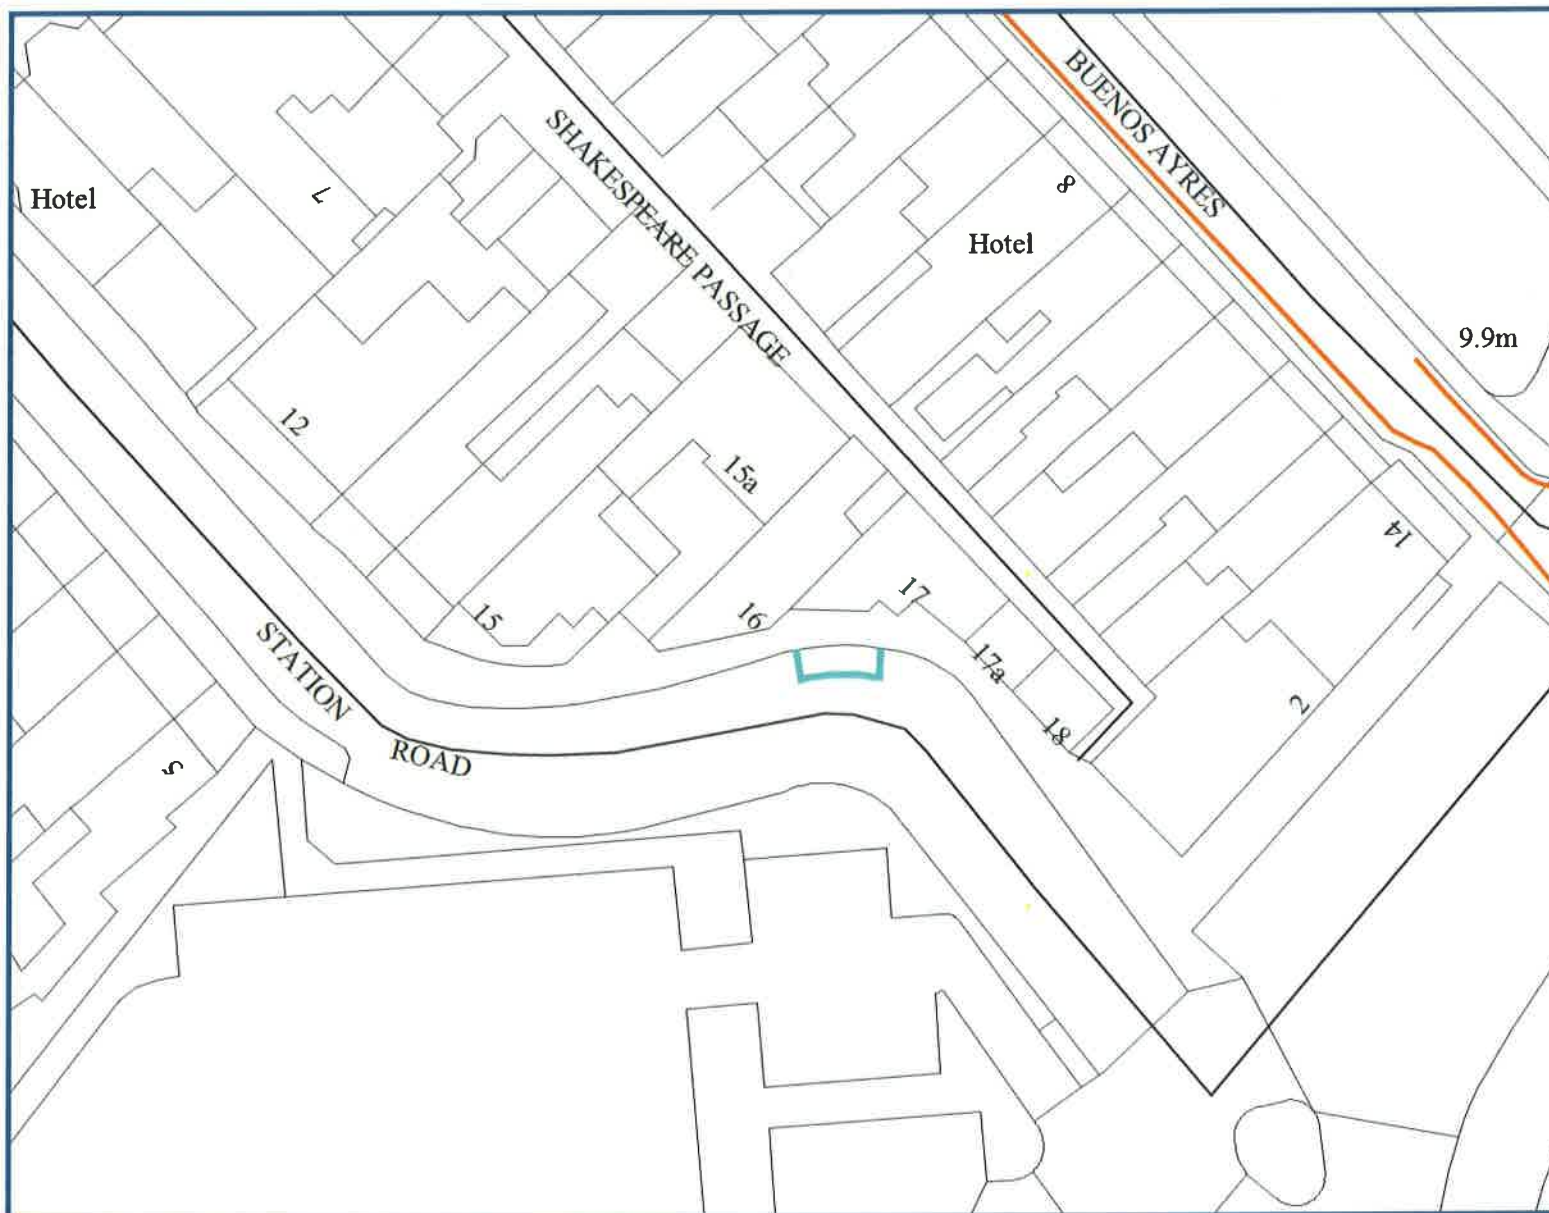 BUENOS AYRES
SHAKESPEARE PASSAGE
Hotel
7
8
Hotel
9.9m
12
15a
14
17
15
16
17a
STATION
ROAD
18
2
5